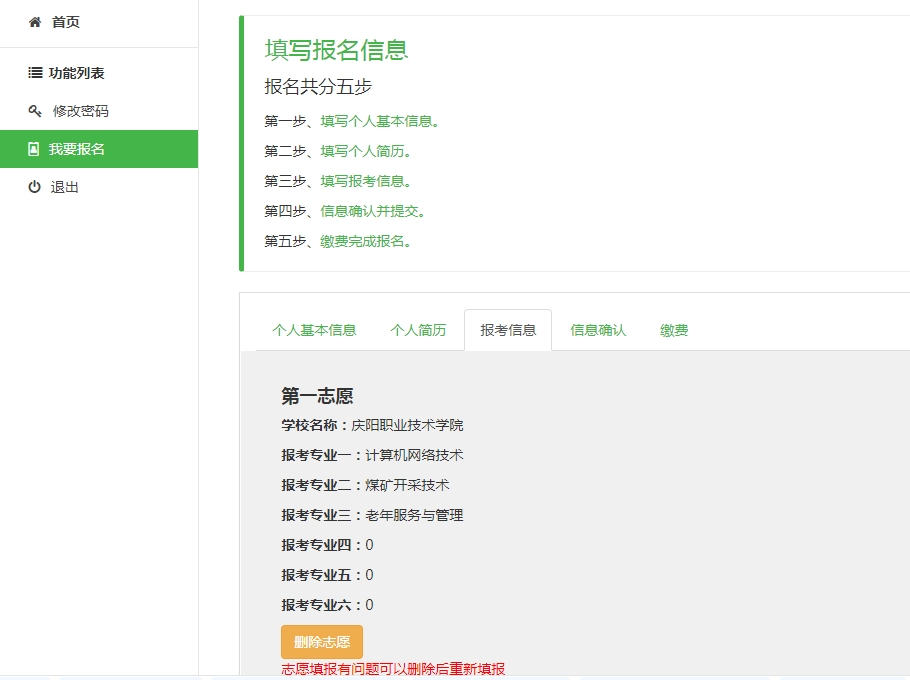 首页
功能列表
修改密码
我要报名
退出
填写报名信息
报名共分五步
第一步、填写个人基本信息。
第二步、填写个人简历。
第三步、填写报考信息。
第四步、信息确认并提交。
第五步、缴费完成报名。
个人基本信息 个人简历 报考信息 信息确认 缴费
第一志愿
学校名称：庆阳职业技术学院
报考专业一：计算机网络技术
报考专业二：煤矿开采技术
报考专业三：老年服务与管理
报考专业四：0
报考专业五：0
报考专业六：0
删除志愿
志愿填报有问题可以删除后重新填报